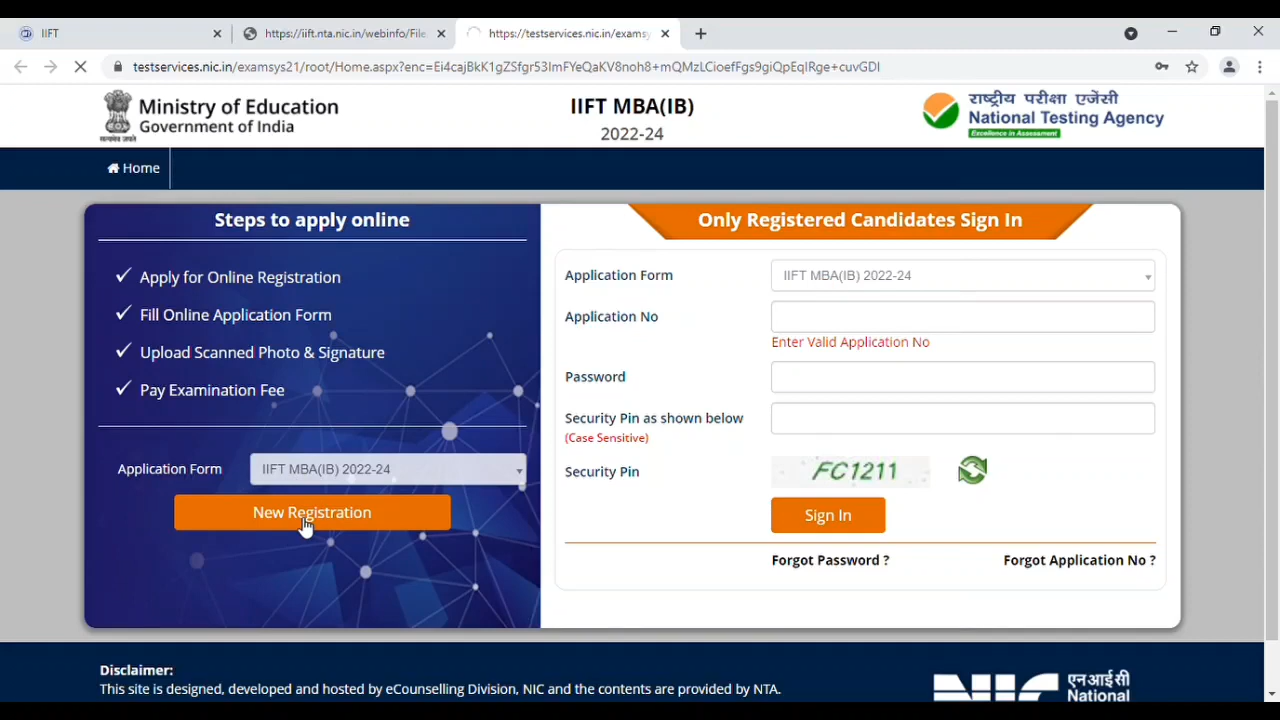 IIFT
https://iift.nta.nic.in/webinfo/File
https://testservices.nic.in/examsy
testservices.nic.in/examsys21/root/Home.aspx?enc=Ei4cajBkK1gZSfgr53ImFYeQaKV8noh8+mQMzLCioefFgs9giQpEqIRge+cuvGDI
Ministry of Education
Government of India
सत्यमेव जयते
IIFT MBA(IB)
2022-24
राष्ट्रीय परीक्षा एजेंसी
National Testing Agency
Excellence in Assessment
Home
Steps to apply online
Apply for Online Registration
Fill Online Application Form
Upload Scanned Photo & Signature
Pay Examination Fee
Application Form IIFT MBA(IB) 2022-24
New Registration
Only Registered Candidates Sign In
Application Form IIFT MBA(IB) 2022-24
Application No
Enter Valid Application No
Password
Security Pin as shown below
(Case Sensitive)
Security Pin FC1211
Sign In
Forgot Password ? Forgot Application No ?
Disclaimer:
This site is designed, developed and hosted by eCounselling Division, NIC and the contents are provided by NTA.
NIC
एनआईसी
National